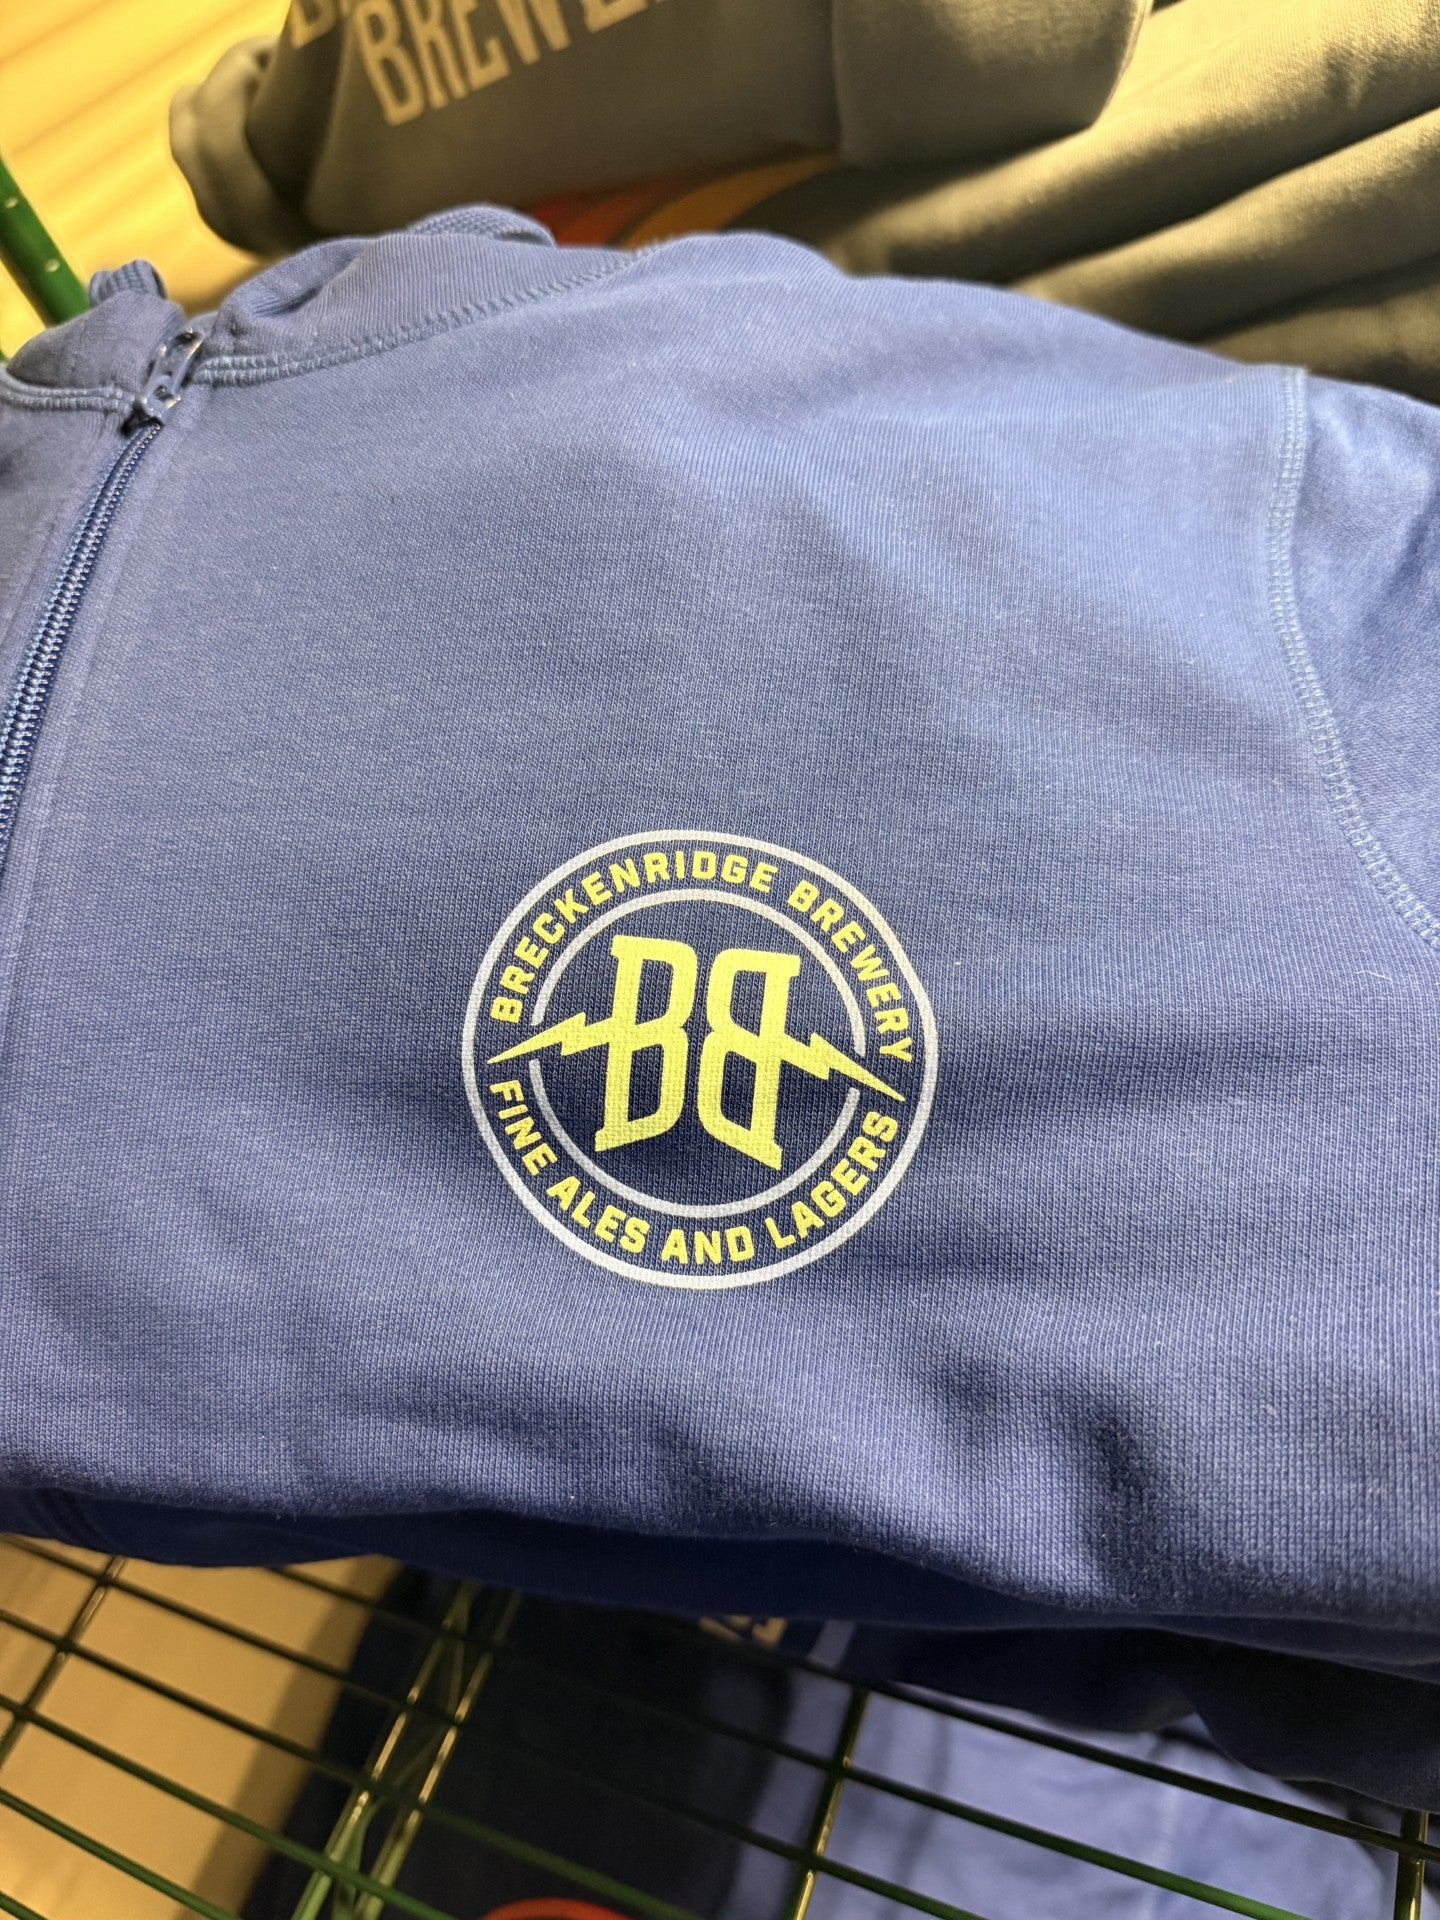 BREWE
BRECKENRIDGE BREWERY
BB
FINE ALES AND LAGERS